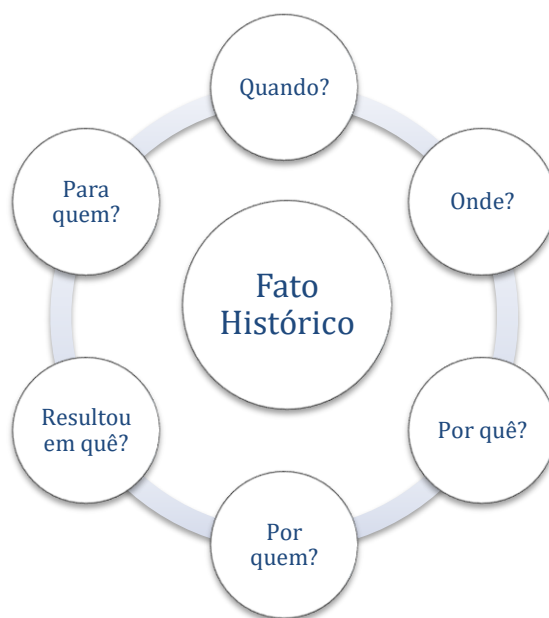 Quando?
Onde?
Por quê?
Por
quem?
Resultou
em quê?
Para
quem?
Fato
Histórico